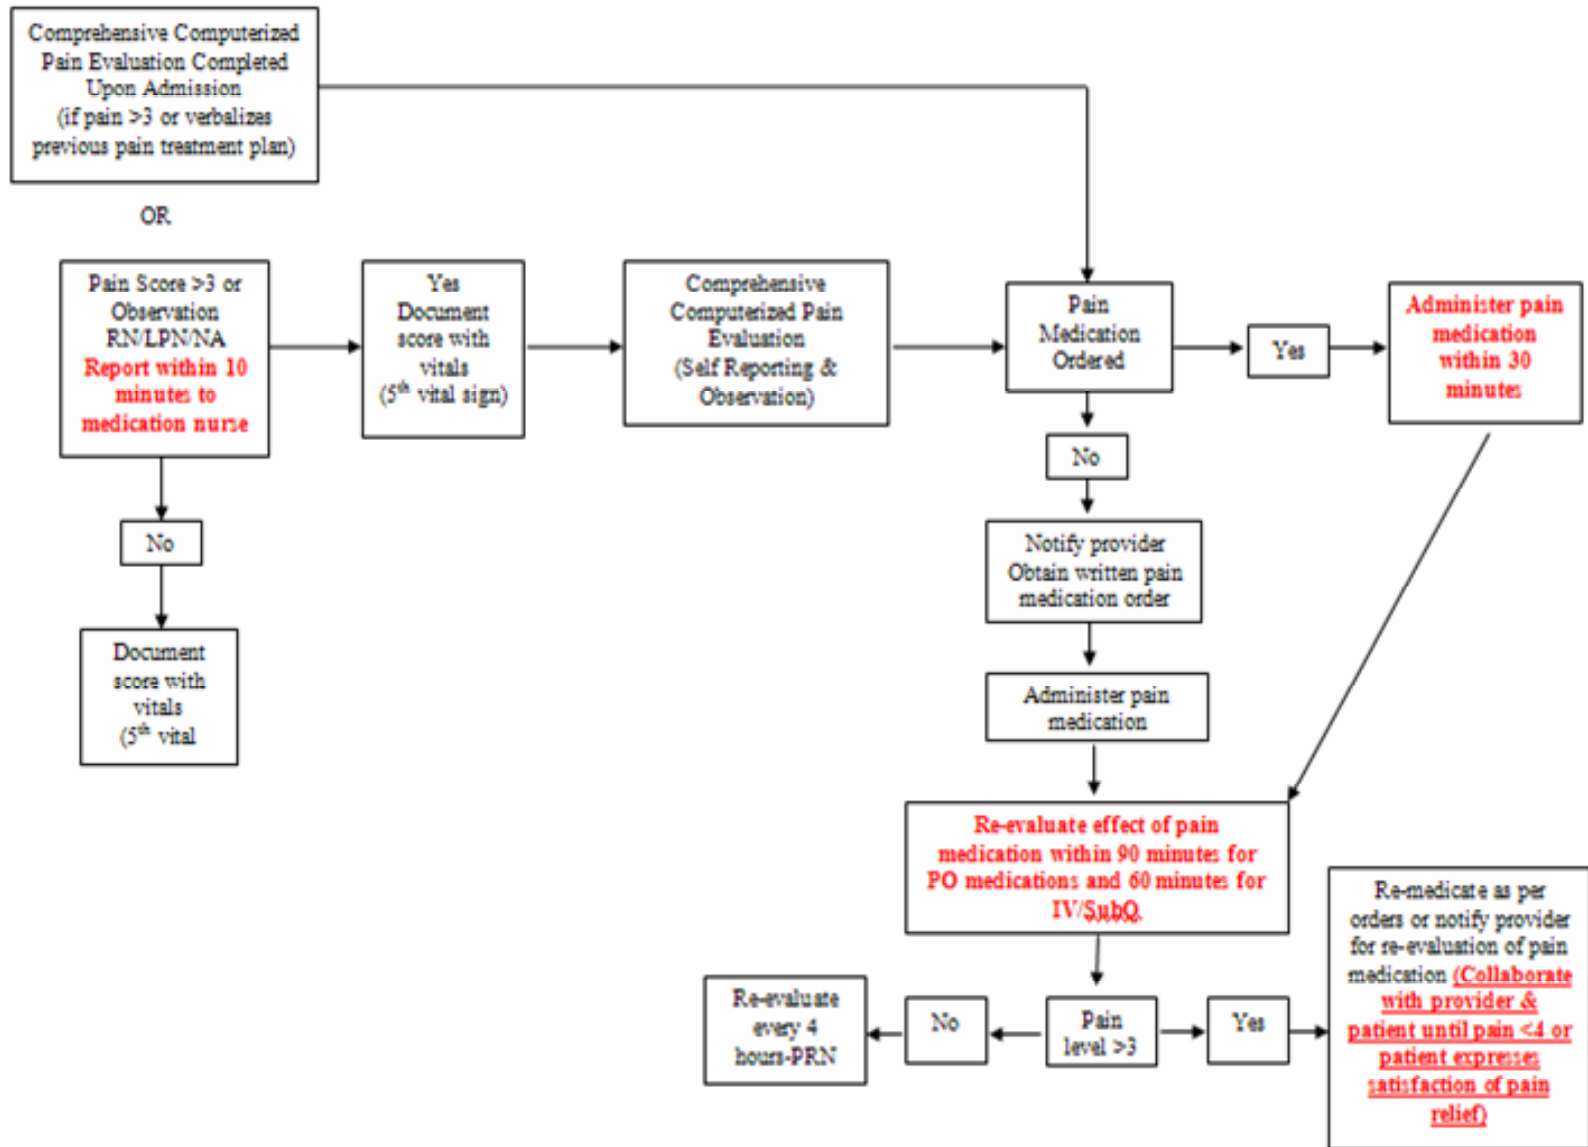 Comprehensive Computerized
Pain Evaluation Completed
Upon Admission
(if pain >3 or verbalizes
previous pain treatment plan)
OR
Pain Score >3 or
Observation
RN/LPN/NA
Report within 10
minutes to
medication nurse
Yes
Document
score with
vitals
(5th vital sign)
Comprehensive
Computerized Pain
Evaluation
(Self Reporting &
Observation)
Pain
Medication
Ordered
Yes
Administer pain
medication
within 30
minutes
No
Document
score with
vitals
(5th vital
No
Notify provider
Obtain written pain
medication order
Administer pain
medication
Re-evaluate effect of pain
medication within 90 minutes for
PO medications and 60 minutes for
IV/SubQ.
Pain
level >3
No
Re-evaluate
every 4
hours-PRN
Yes
Re-medicate as per
orders or notify provider
for re-evaluation of pain
medication (Collaborate
with provider &
patient until pain <4 or
patient expresses
satisfaction of pain
relief)